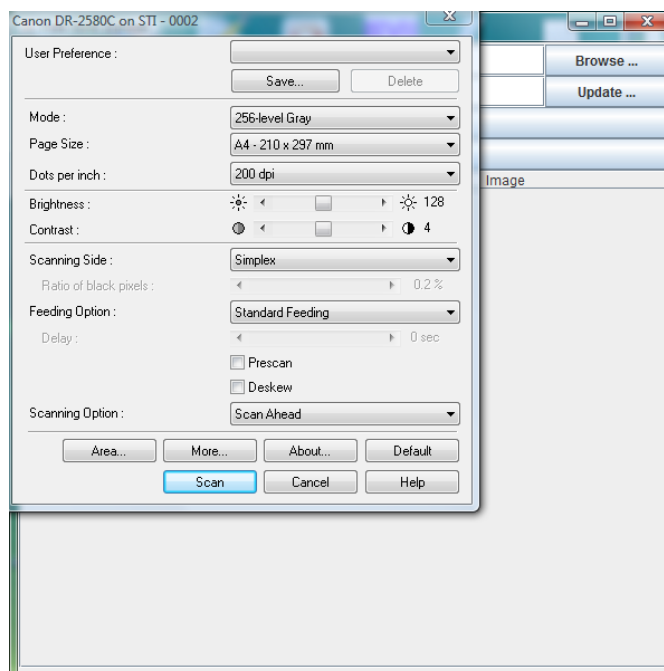 Canon DR-2580C on STI - 0002
User Preference :
Browse ...
Save... Delete
Update ...
Mode : 256-level Gray
Page Size : A4 - 210 x 297 mm
Dots per inch : 200 dpi
Image
Brightness : 128
Contrast : 4
Scanning Side : Simplex
Ratio of black pixels : 0.2 %
Feeding Option : Standard Feeding
Delay : 0 sec
Prescan
Deskew
Scanning Option : Scan Ahead
Area... More... About... Default
Scan Cancel Help